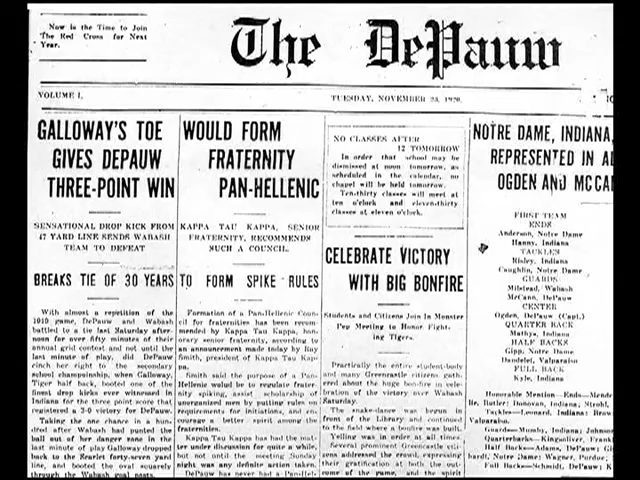 Now Is the Time to Join
The Red Cross for Next
Year.
The DePauw
VOLUME I.
TUESDAY, NOVEMBER 23, 1920.
GALLOWAY'S TOE
GIVES DEPAUW
THREE-POINT WIN
SENSATIONAL DROP KICK FROM
47 YARD LINE SENDS WABASH
TEAM TO DEFEAT
BREAKS TIE OF 30 YEARS
With almost a repetition of the
1919 game, DePauw and Wabash
battled to a tie last Saturday after-
noon for over fifty minutes of their
annual grid contest and not until the
last minute of play, did DePauw
cinch her right to the secondary
school championship, when Galloway,
Tiger half back, booted one of the
finest drop kicks ever witnessed in
Indiana for the three point score that
registered a 3-0 victory for DePauw.
Taking the one chance in a hun-
dred after Wabash had punted the
ball out of her danger zone in the
last minute of play Galloway dropped
back to the Scarlet forty-seven yard
line, and booted the oval squarely
through the Wabash goal posts.
WOULD FORM
FRATERNITY
PAN-HELLENIC
KAPPA TAU KAPPA, SENIOR
FRATERNITY, RECOMMENDS
SUCH A COUNCIL.
TO FORM SPIKE RULES
Formation of a Pan-Hellenic Coun-
cil for fraternities has been recom-
mended by Kappa Tau Kappa, hon-
orary senior fraternity, according to
an announcement made today by Ray
Smith, president of Kappa Tau Kap-
pa.
Smith said the purpose of a Pan-
Hellenic would be to regulate frater-
nity spiking, assist scholarship of
unorganized men by putting rules on
requirements for initiations, and en-
courage a better spirit among the
fraternities.
Kappa Tau Kappa has had the mat-
ter under discussion for quite a while,
but not until the meeting Sunday
night was any definite action taken.
DePauw has never had a Pan-Hel-
NO CLASSES AFTER
12 TOMORROW
In order that school may be
dismissed at noon tomorrow, as
scheduled in the calendar, no
chapel will be held tomorrow.
Ten-thirty classes will meet at
ten o'clock and eleven-thirty
classes at eleven o'clock.
CELEBRATE VICTORY
WITH BIG BONFIRE
Students and Citizens Join In Monster
Pep Meeting to Honor Fight-
ing Tigers.
Practically the entire student-body
and many Greencastle citizens gath-
ered about the huge bon-fire in cele-
bration of the victory over Wabash
Saturday.
The snake-dance was begun in
front of the Library and continued
to the field where a bonfire was built.
Yelling was in order at all times.
Several prominent Greencastle citi-
zens addressed the crowd, expressing
their gratification at both the out-
come of the game, and the spirit
NOTRE DAME, INDIANA,
REPRESENTED IN
OGDEN AND
FIRST TEAM
ENDS
Anderson, Notre Dame
Hanny, Indiana
TACKLES
Risley, Indiana
Coughlin, Notre Dame
GUARDS
Milstead, Wabash
McCann, DePauw
CENTER
Ogden, DePauw (Capt.)
QUARTER BACK
Mathys, Indiana
HALF BACKS
Gipp, Notre Dame
Dandelet, Valparaiso
FULL BACK
Kyle, Indiana
Honorable Mention—Ends—
Butler; Donovan, Indiana; Strohl,
Tackles—Leonard, Indiana;
Valparaiso.
Guards—Mumby, Indiana;
Quarterbacks—Kingsoliver,
Half Backs—Adams, DePauw;
Notre Dame; Wagner, Purdue;
Full Backs—Schmidt, DePauw;